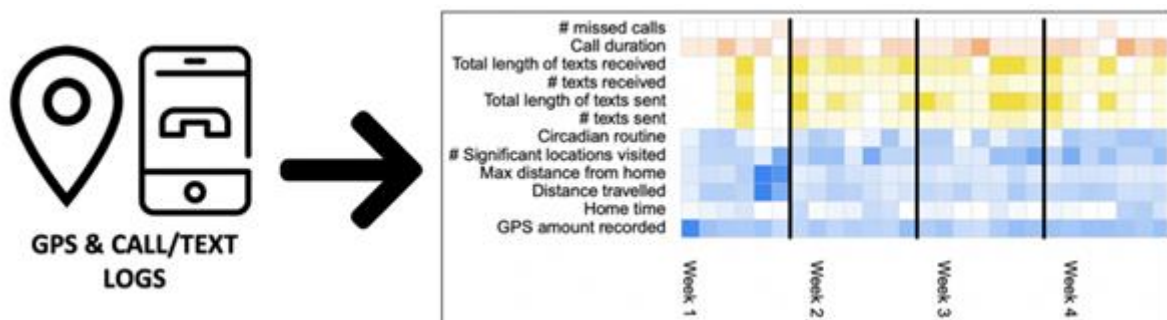 GPS & CALL/TEXT
LOGS
# missed calls
Call duration
Total length of texts received
# texts received
Total length of texts sent
# texts sent
Circadian routine
# Significant locations visited
Max distance from home
Distance travelled
Home time
GPS amount recorded
Week 1
Week 2
Week 3
Week 4